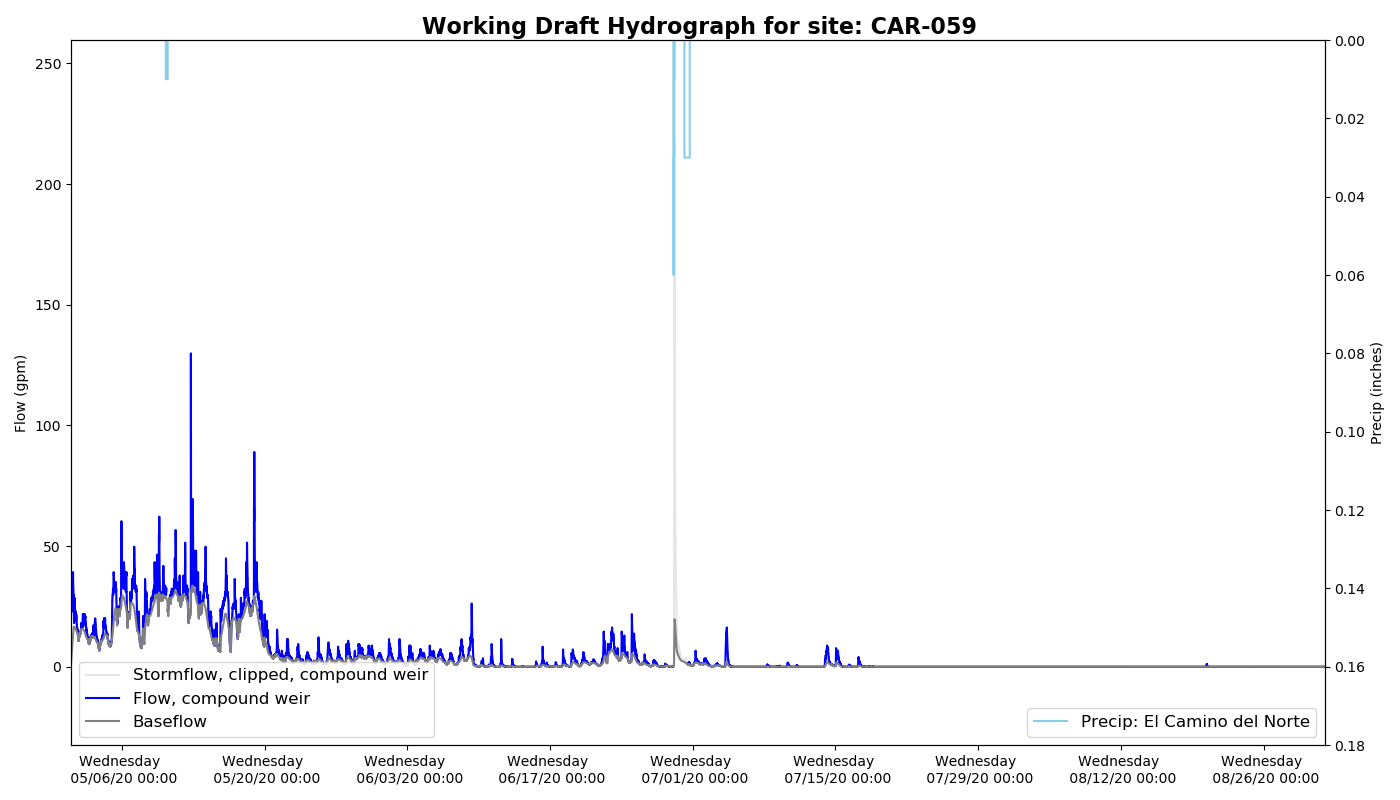 Working Draft Hydrograph for site: CAR-059
250
200
150
100
50
0
Flow (gpm)
0.00
0.02
0.04
0.06
0.08
0.10
0.12
0.14
0.16
0.18
Precip (inches)
Stormflow, clipped, compound weir
Flow, compound weir
Baseflow
Precip: El Camino del Norte
Wednesday
05/06/20 00:00
Wednesday
05/20/20 00:00
Wednesday
06/03/20 00:00
Wednesday
06/17/20 00:00
Wednesday
07/01/20 00:00
Wednesday
07/15/20 00:00
Wednesday
07/29/20 00:00
Wednesday
08/12/20 00:00
Wednesday
08/26/20 00:00